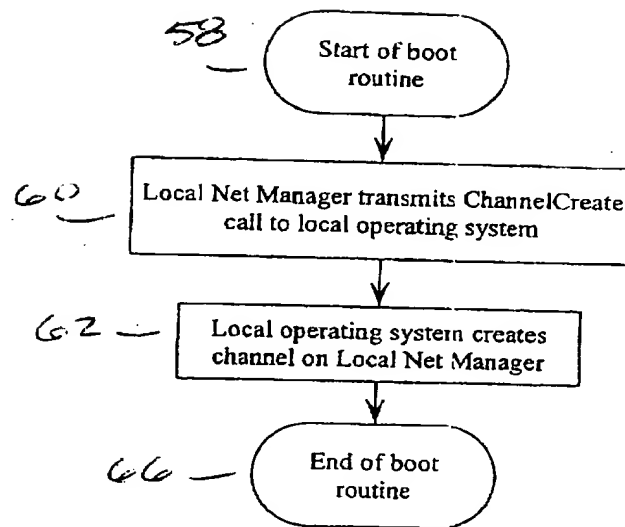 58
Start of boot
routine
60
Local Net Manager transmits ChannelCreate
call to local operating system
62
Local operating system creates
channel on Local Net Manager
66
End of boot
routine